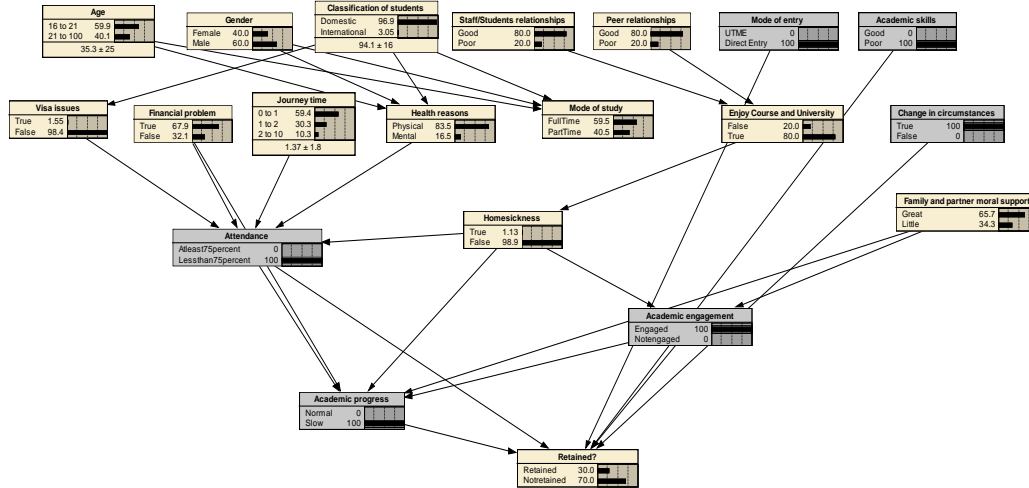 Age
16 to 21 59.9
21 to 100 40.1
35.3 ± 25
Gender
Female 40.0
Male 60.0
Classification of students
Domestic 96.9
International 3.05
94.1 ± 16
Staff/Students relationships
Good 80.0
Poor 20.0
Peer relationships
Good 80.0
Poor 20.0
Mode of entry
UTME 0
Direct Entry 100
Academic skills
Good 0
Poor 100
Visa issues
True 1.55
False 98.4
Financial problem
True 67.9
False 32.1
Journey time
0 to 1 59.4
1 to 2 30.3
2 to 10 10.3
1.37 ± 1.8
Health reasons
Physical 83.5
Mental 16.5
Mode of study
FullTime 59.5
PartTime 40.5
Enjoy Course and University
False 20.0
True 80.0
Change in circumstances
True 100
False 0
Family and partner moral support
Great 65.7
Little 34.3
Homesickness
True 1.13
False 98.9
Attendance
Atleast75percent 0
Lessthan75percent 100
Academic engagement
Engaged 100
Notengaged 0
Academic progress
Normal 0
Slow 100
Retained?
Retained 30.0
Notretained 70.0